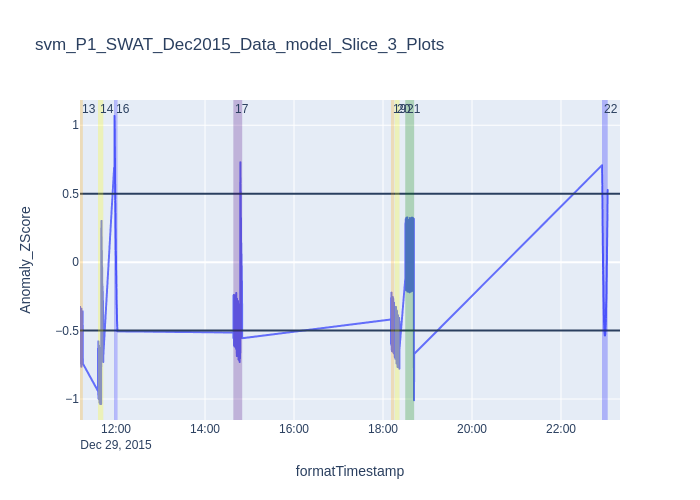 svm_P1_SWAT_Dec2015_Data_model_Slice_3_Plots
13 14 16 17 19 20 21 22
1
0.5
0
−0.5
−1
Anomaly_ZScore
12:00 14:00 16:00 18:00 20:00 22:00
Dec 29, 2015
formatTimestamp